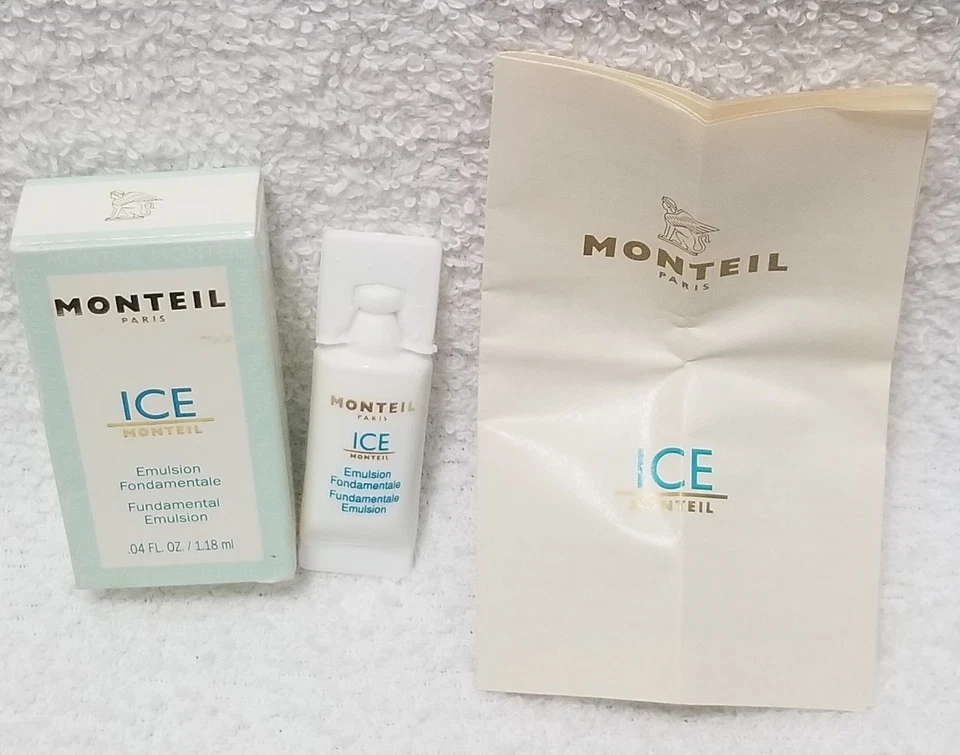 MONTEIL
PARIS
ICE
MONTEIL
Emulsion
Fondamentale
Fundamental
Emulsion
.04 FL. OZ. / 1.18 ml
MONTEIL
PARIS
ICE
MONTEIL
Emulsion
Fondamentale
Fundamentale
Emulsion
MONTEIL
PARIS
ICE
MONTEIL